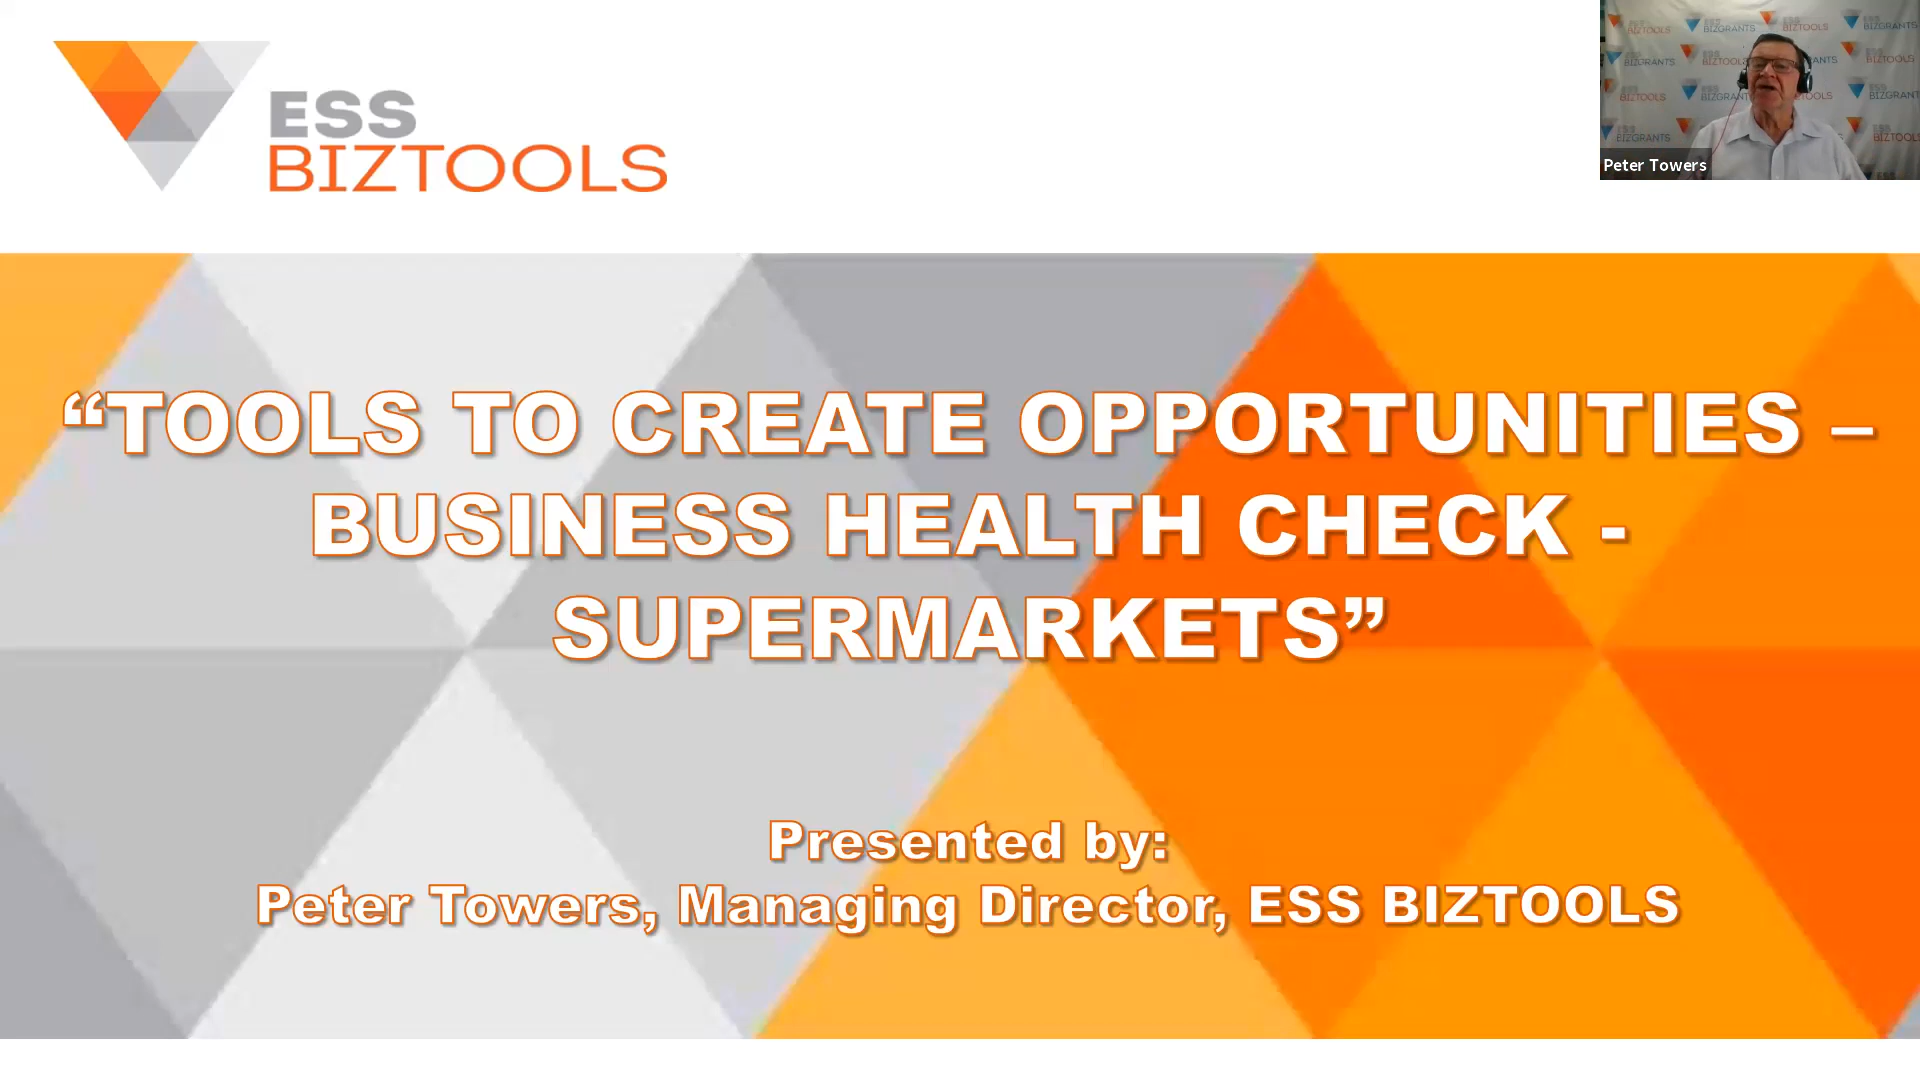 ESS
BIZTOOLS
“TOOLS TO CREATE OPPORTUNITIES –
BUSINESS HEALTH CHECK -
SUPERMARKETS”
Presented by:
Peter Towers, Managing Director, ESS BIZTOOLS
Peter Towers